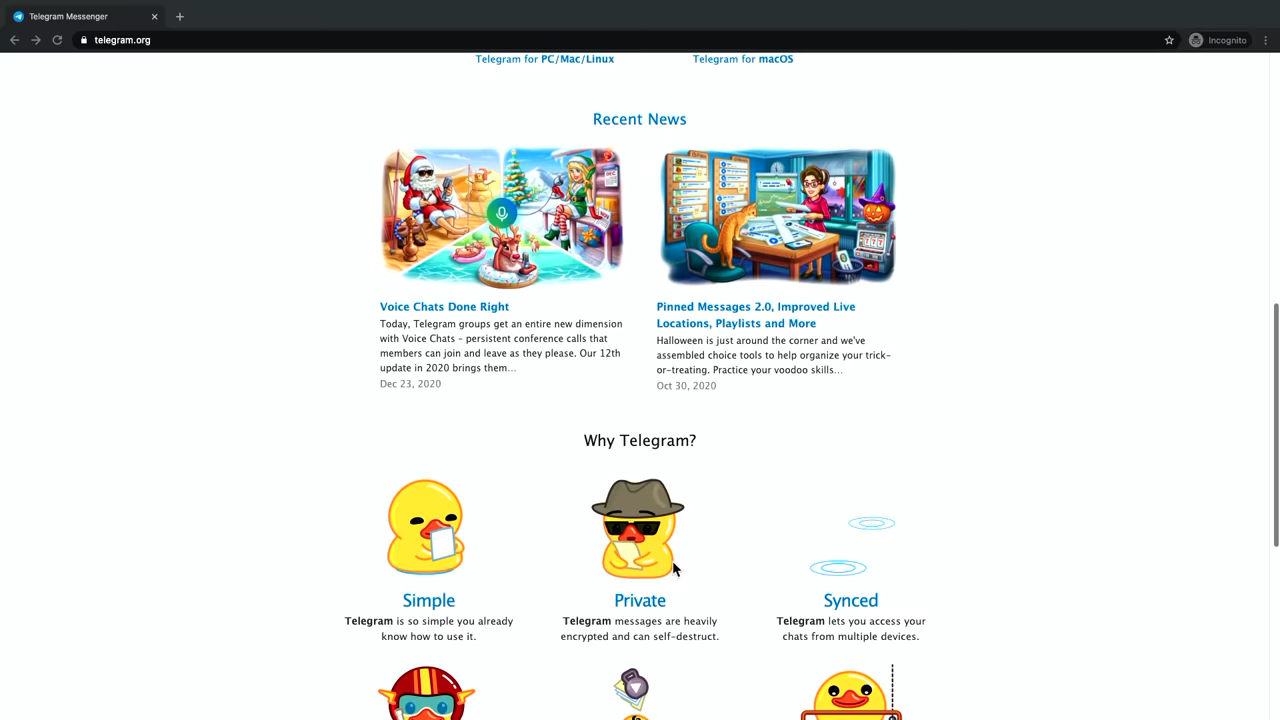 Telegram Messenger
telegram.org
Incognito
Telegram for PC/Mac/Linux
Telegram for macOS
Recent News
Voice Chats Done Right
Today, Telegram groups get an entire new dimension
with Voice Chats – persistent conference calls that
members can join and leave as they please. Our 12th
update in 2020 brings them…
Dec 23, 2020
Pinned Messages 2.0, Improved Live
Locations, Playlists and More
Halloween is just around the corner and we've
assembled choice tools to help organize your trick-
or-treating. Practice your voodoo skills…
Oct 30, 2020
Why Telegram?
Simple
Telegram is so simple you already
know how to use it.
Private
Telegram messages are heavily
encrypted and can self-destruct.
Synced
Telegram lets you access your
chats from multiple devices.